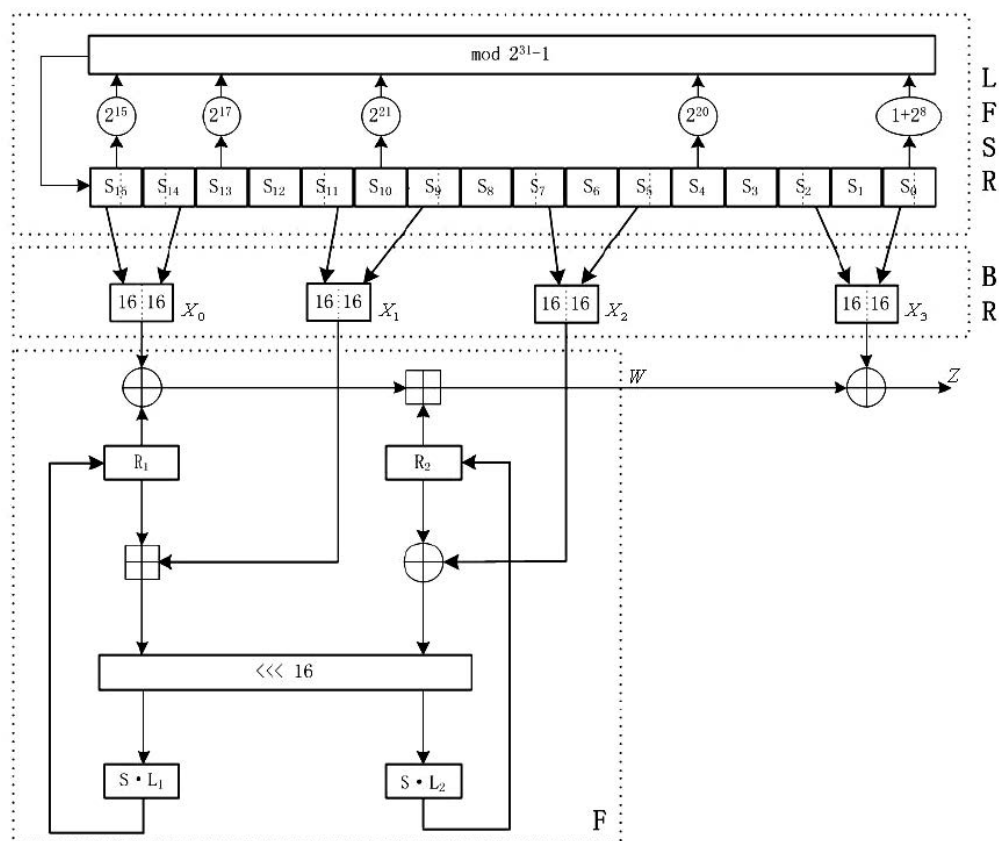 mod 2³¹-1
2¹⁵ 2¹⁷ 2²¹ 2²⁰ 1+2⁸
S₁₅ S₁₄ S₁₃ S₁₂ S₁₁ S₁₀ S₉ S₈ S₇ S₆ S₅ S₄ S₃ S₂ S₁ S₀
L
F
S
R
16 16 X₀ 16 16 X₁ 16 16 X₂ 16 16 X₃
B
R
W Z
R₁ R₂
<<< 16
S・L₁ S・L₂
F